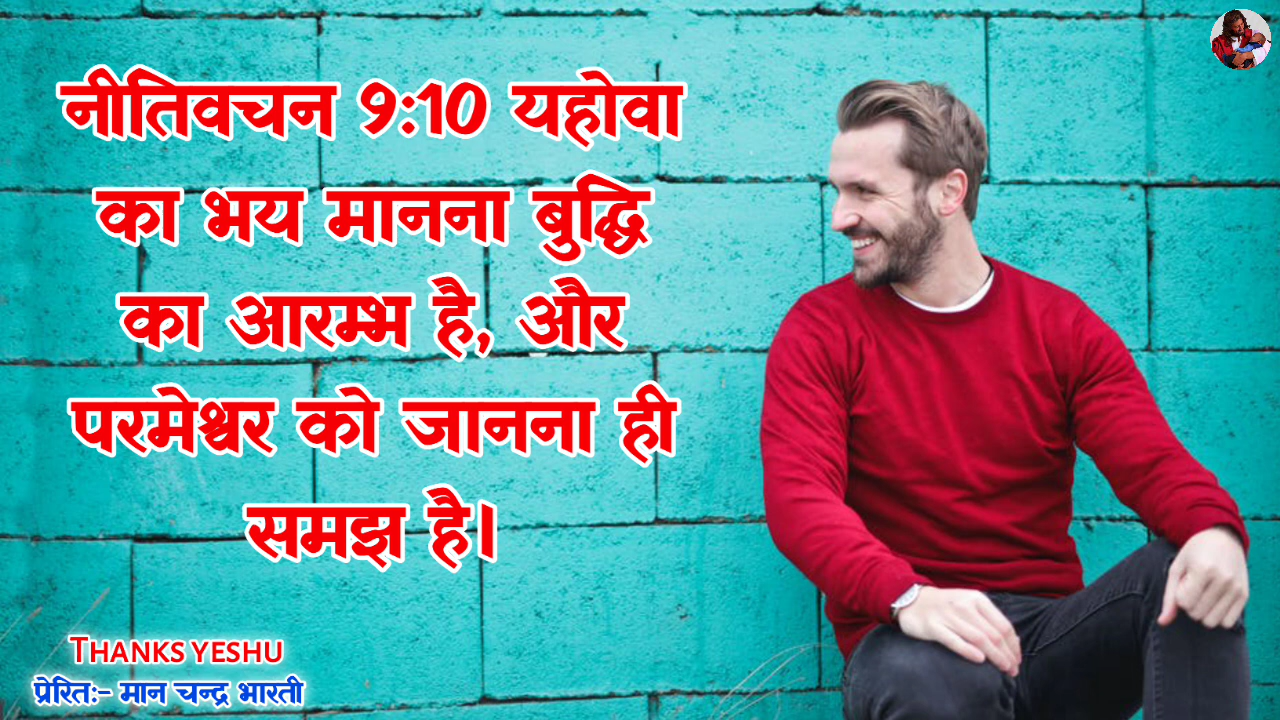 नीतिवचन 9:10 यहोवा
का भय मानना बुद्धि
का आरम्भ है, और
परमेश्वर को जानना ही
समझ है।
THANKS YESHU
प्रेरितः- मान चन्द्र भारती